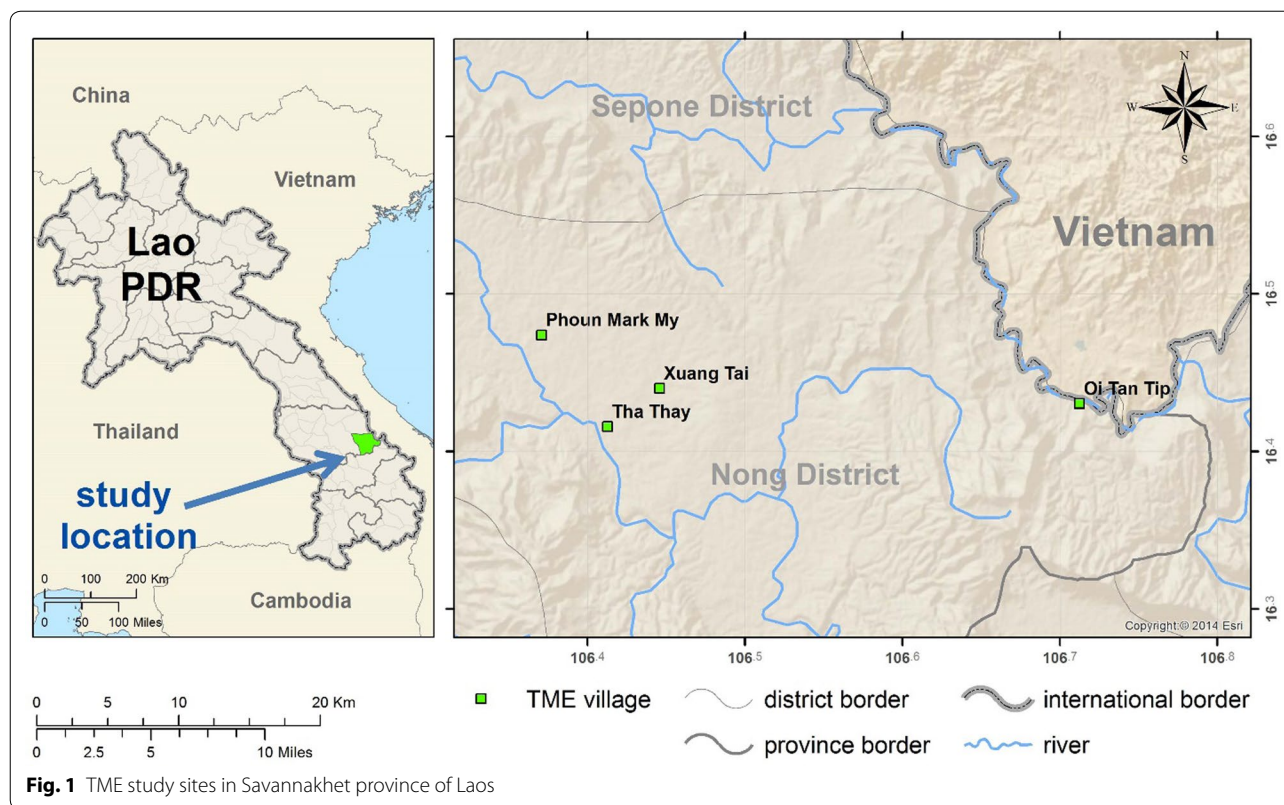 China
Vietnam
Lao
PDR
Thailand
study
location
Cambodia
0 100 200 Km
0 50 100 Miles
Sepone District
N
W E
S
16.6
Vietnam
16.5
Phoun Mark My
Xuang Tai
Oi Tan Tip
Tha Thay
16.4
Nong District
16.3
Copyright:© 2014 Esri
106.4 106.5 106.6 106.7 106.8
0 5 10 20 Km
0 2.5 5 10 Miles
TME village
district border
international border
province border
river
Fig. 1 TME study sites in Savannakhet province of Laos